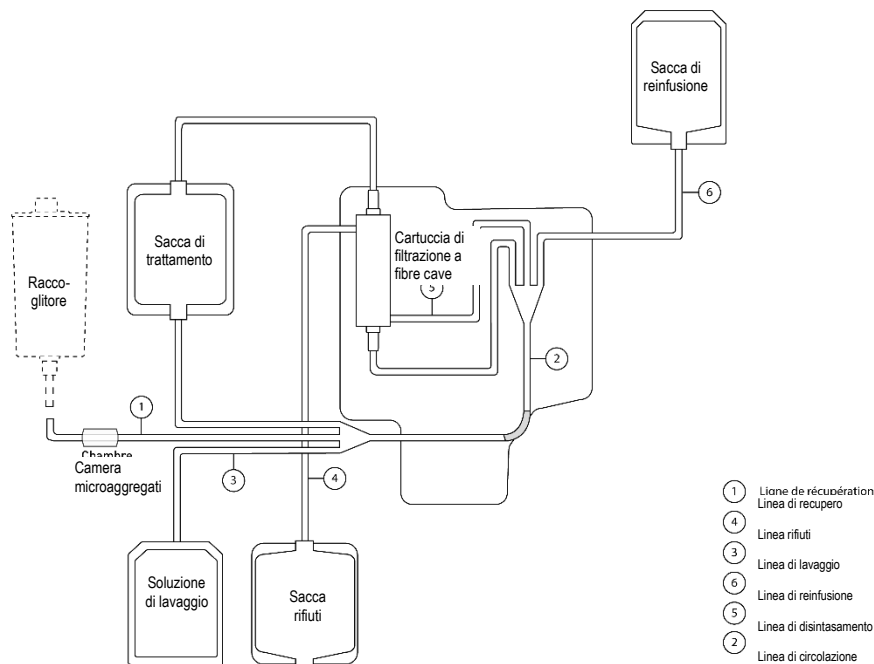 Sacca di
reinfusione
6
Sacca di
trattamento
Cartuccia di
filtrazione a
fibre cave
5
Racco-
glitore
2
1
Chambre
Camera
microaggregati
3
4
Soluzione
di lavaggio
Sacca
rifiuti
1 Ligne de récupération
Linea di recupero
4
Linea rifiuti
3
Linea di lavaggio
6
Linea di reinfusione
5
Linea di disintasamento
2
Linea di circolazione